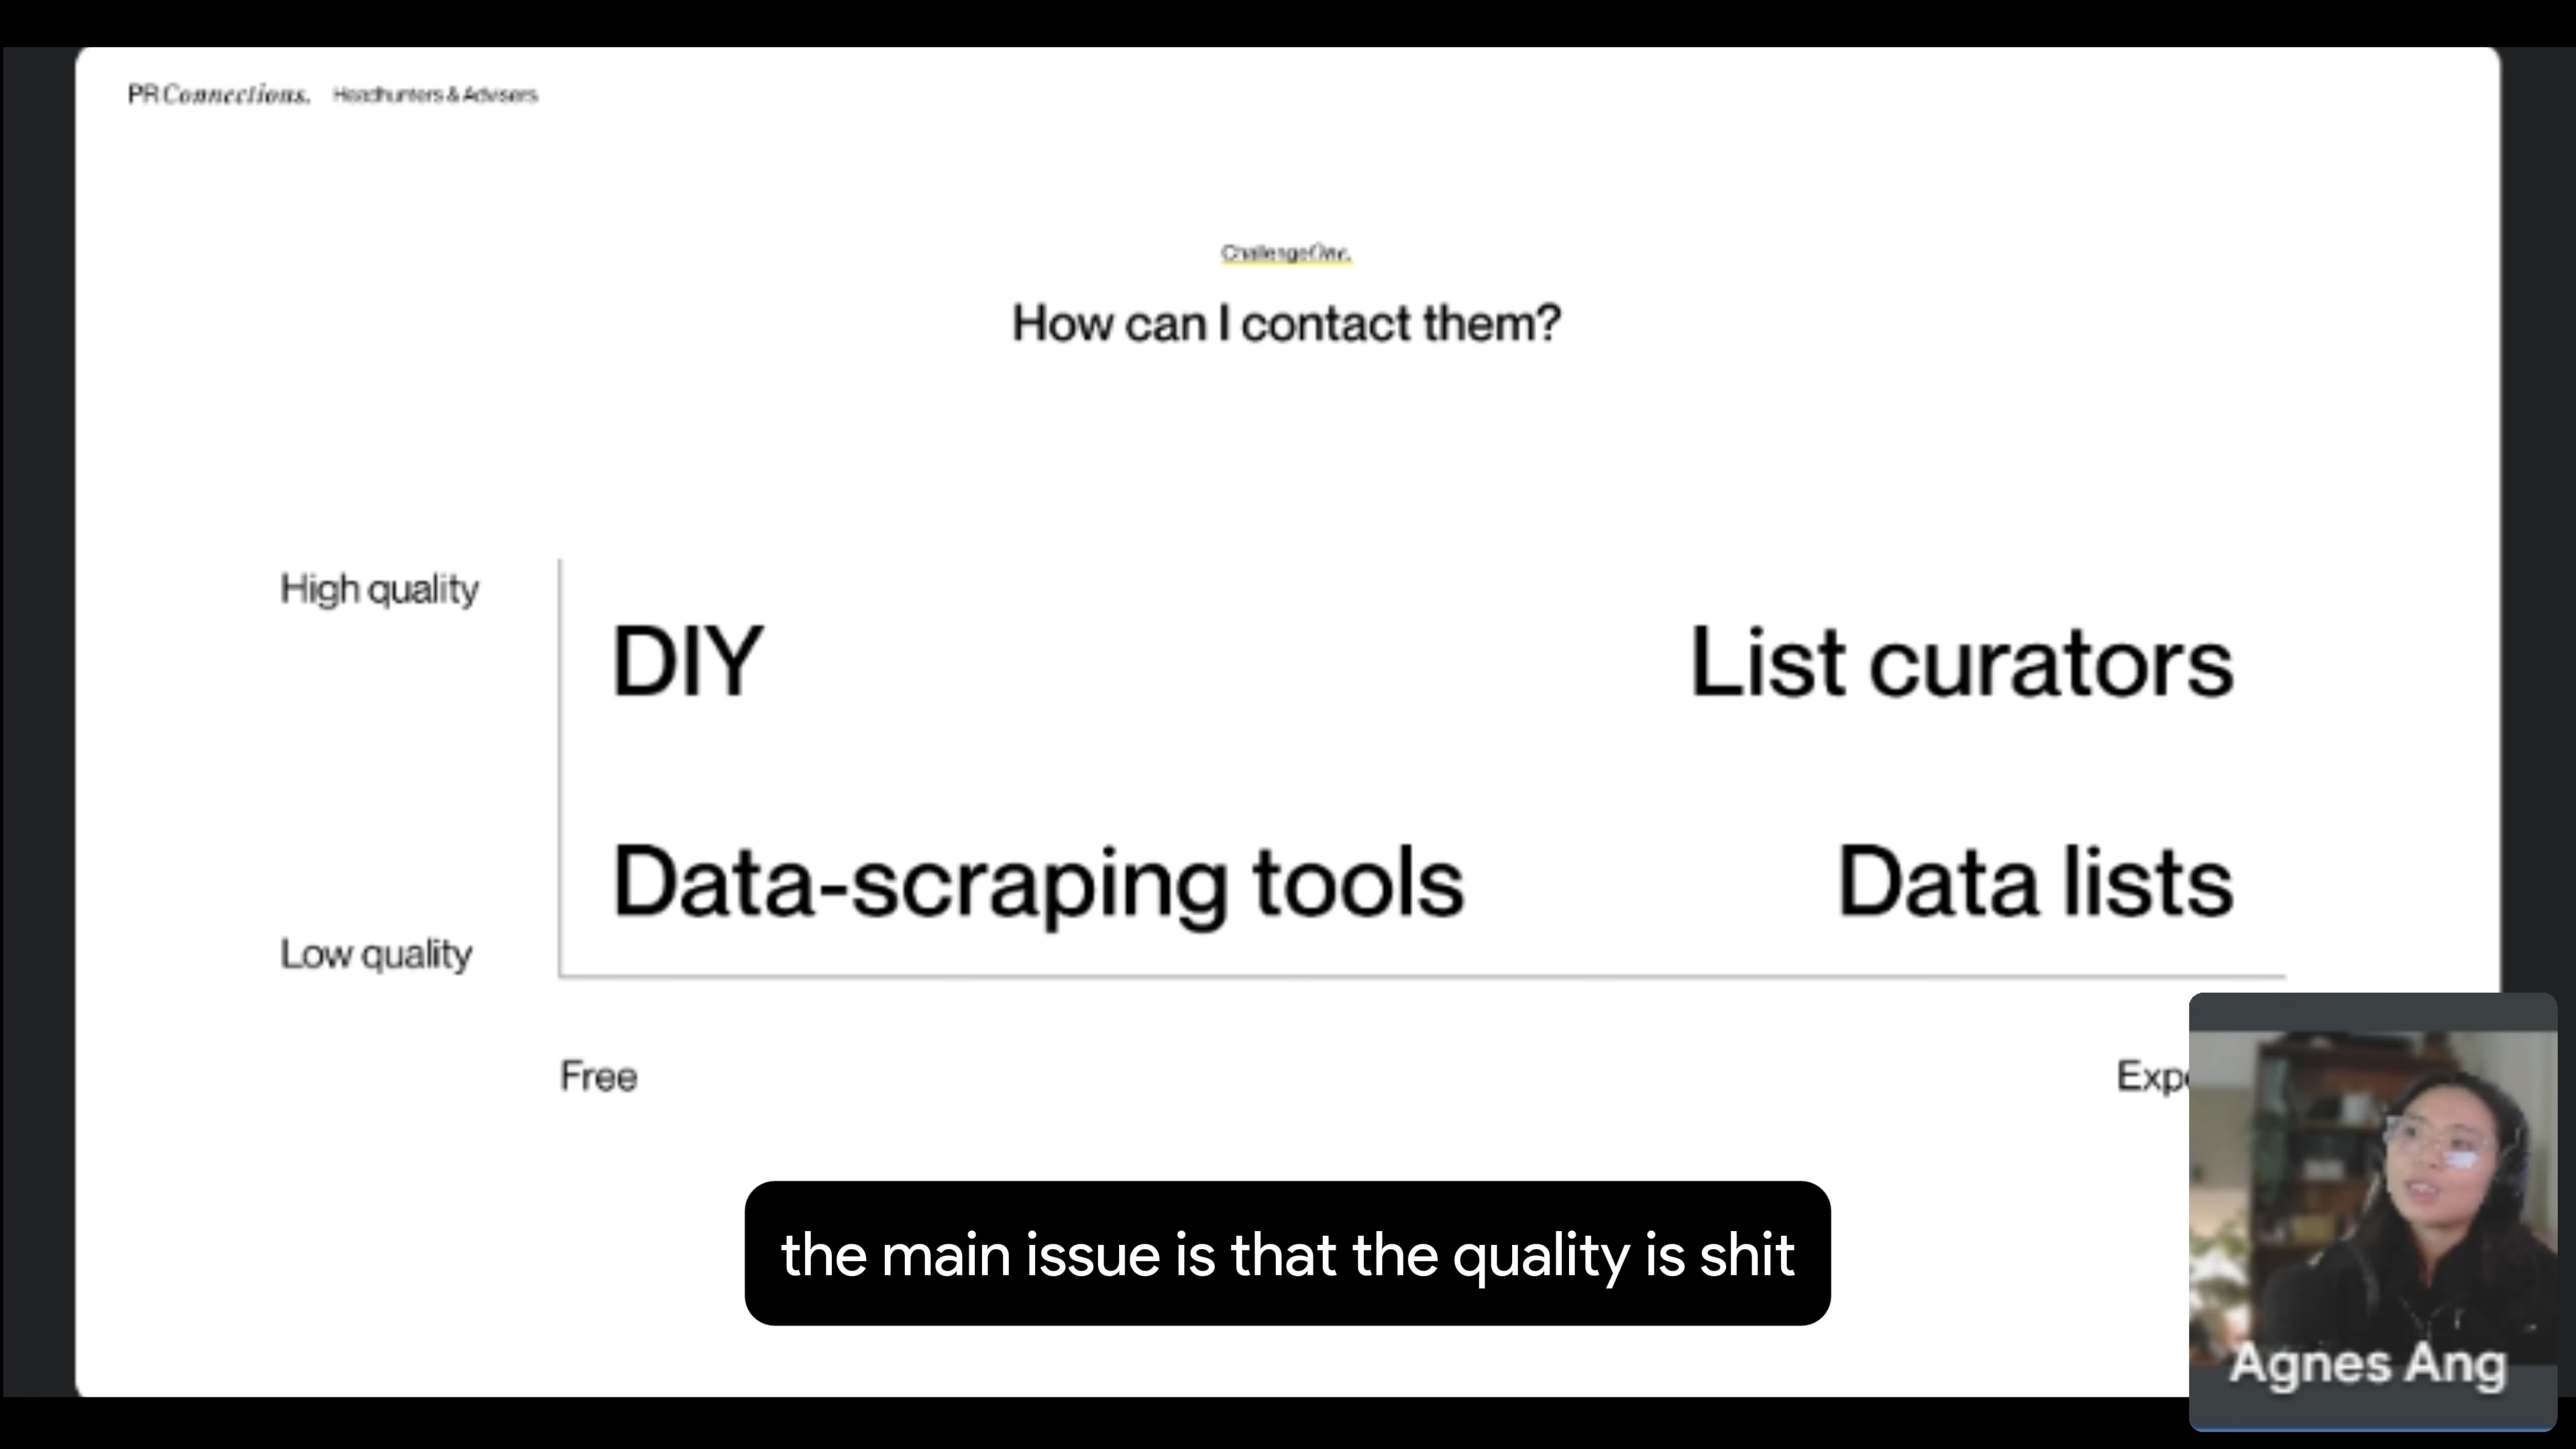 PR Connections. Headhunters & Advisers
Challenge One.
How can I contact them?
High quality
DIY
List curators
Data-scraping tools
Data lists
Low quality
Free
Exp
the main issue is that the quality is shit
Agnes Ang